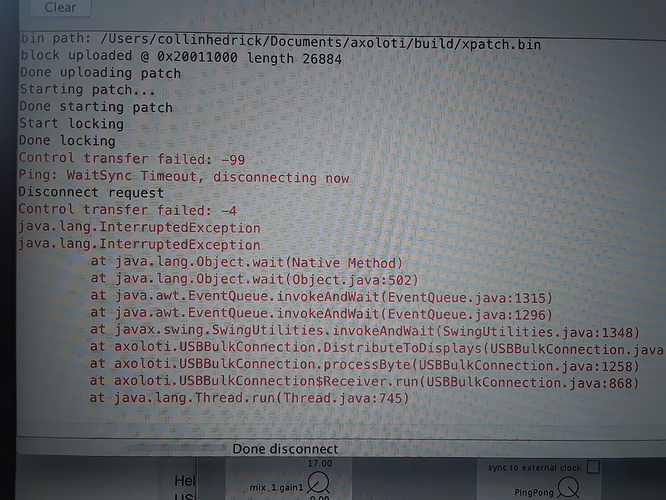 Clear
bin path: /Users/collinhedrick/Documents/axoloti/build/xpatch.bin
block uploaded @ 0x20011000 length 26884
Done uploading patch
Starting patch...
Done starting patch
Start locking
Done locking
Control transfer failed: -99
Ping: WaitSync Timeout, disconnecting now
Disconnect request
Control transfer failed: -4
java.lang.InterruptedException
java.lang.InterruptedException
at java.lang.Object.wait(Native Method)
at java.lang.Object.wait(Object.java:502)
at java.awt.EventQueue.invokeAndWait(EventQueue.java:1315)
at java.awt.EventQueue.invokeAndWait(EventQueue.java:1296)
at javax.swing.SwingUtilities.invokeAndWait(SwingUtilities.java:1348)
at axoloti.USBBulkConnection.DistributeToDisplays(USBBulkConnection.java
at axoloti.USBBulkConnection.processByte(USBBulkConnection.java:1258)
at axoloti.USBBulkConnection$Receiver.run(USBBulkConnection.java:868)
at java.lang.Thread.run(Thread.java:745)
Done disconnect
17.00
sync to external clock
Hel
mix_1:gain1
PingPong
0.00